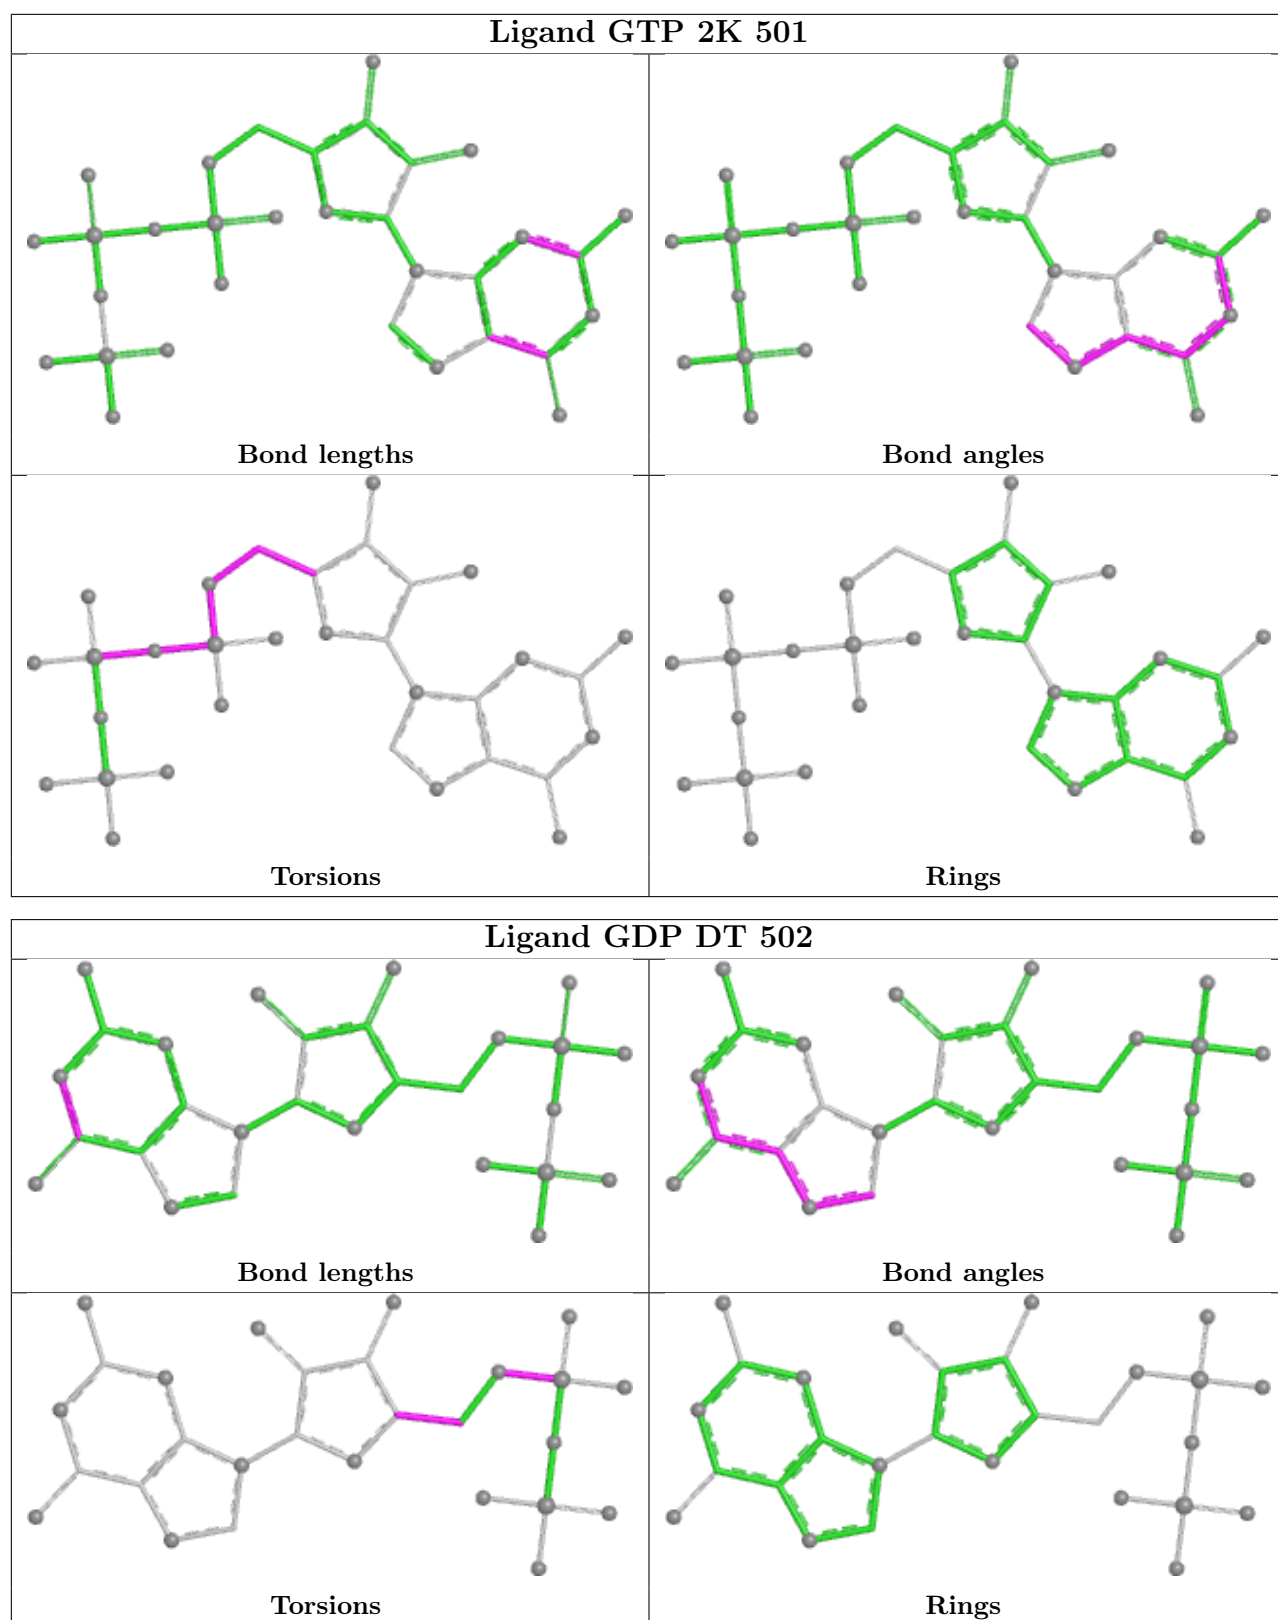 Ligand GTP 2K 501
Bond lengths
Bond angles
Torsions
Rings
Ligand GDP DT 502
Bond lengths
Bond angles
Torsions
Rings